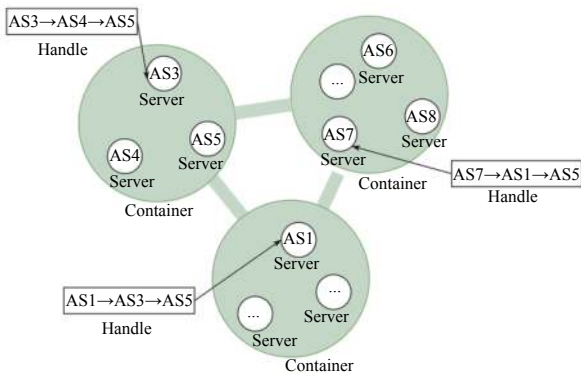 AS3→AS4→AS5
Handle
AS3
Server
AS4
Server
AS5
Server
Container
AS6
Server
...
AS8
Server
AS7
Server
Container
AS7→AS1→AS5
Handle
AS1
Server
...
Server
...
Server
Container
AS1→AS3→AS5
Handle